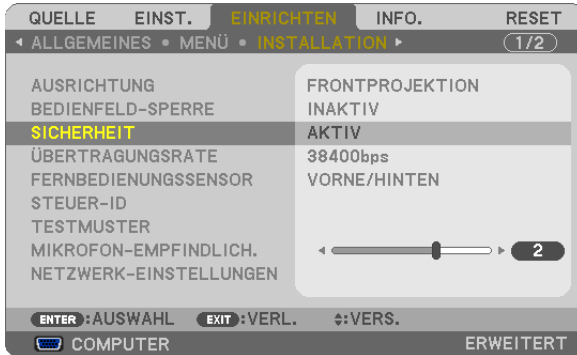 QUELLE EINST. EINRICHTEN INFO. RESET
ALLGEMEINES • MENÜ • INSTALLATION (1/2)
AUSRICHTUNG FRONTPROJEKTION
BEDIENFELD-SPERRE INAKTIV
SICHERHEIT AKTIV
ÜBERTRAGUNGSRATE 38400bps
FERNBEDIENUNGSSENSOR VORNE/HINTEN
STEUER-ID
TESTMUSTER
MIKROFON-EMPFINDLICH. 2
NETZWERK-EINSTELLUNGEN
ENTER :AUSWAHL EXIT :VERL. :VERS.
COMPUTER ERWEITERT